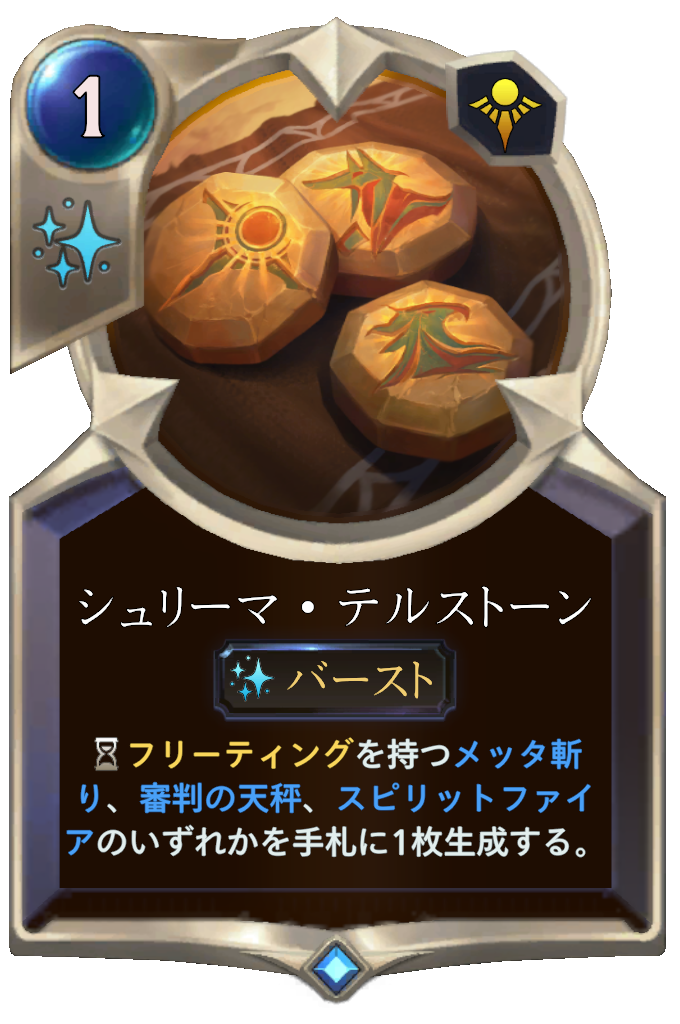 1
シュリーマ・テルストーン
バースト
フリーティングを持つメッタ斬
り、審判の天秤、スピリットファイ
アのいずれかを手札に1枚生成する。